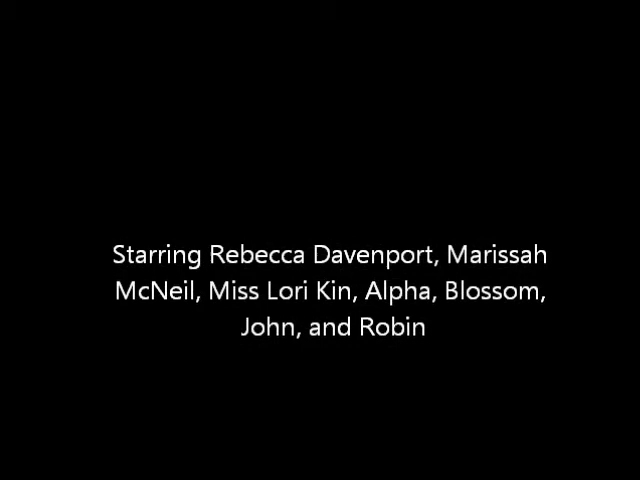 Starring Rebecca Davenport, Marissah
McNeil, Miss Lori Kin, Alpha, Blossom,
John, and Robin